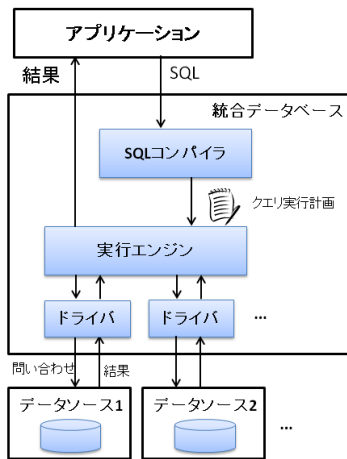 アプリケーション
結果
SQL
統合データベース
SQLコンパイラ
クエリ実行計画
実行エンジン
ドライバ
ドライバ
...
問い合わせ
結果
データソース1
データソース2
...